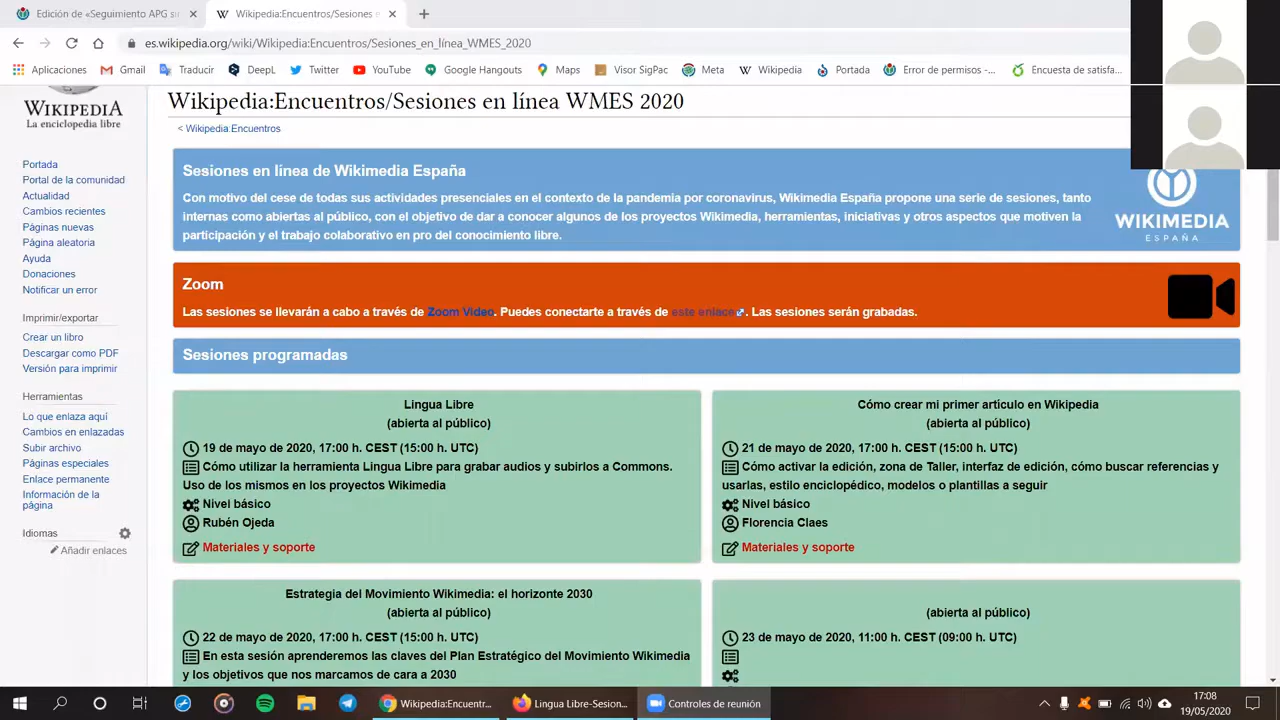 Edición de «Seguimiento APG s
Wikipedia:Encuentros/Sesiones e
es.wikipedia.org/wiki/Wikipedia:Encuentros/Sesiones_en_línea_WMES_2020
Aplicaciones
Gmail
Traducir
DeepL
Twitter
YouTube
Google Hangouts
Maps
Visor SigPac
Meta
Wikipedia
Portada
Error de permisos -...
Encuesta de satisfa...
WIKIPEDIA
La enciclopedia libre
Portada
Portal de la comunidad
Actualidad
Cambios recientes
Páginas nuevas
Página aleatoria
Ayuda
Donaciones
Notificar un error
Imprimir/exportar
Crear un libro
Descargar como PDF
Versión para imprimir
Herramientas
Lo que enlaza aquí
Cambios en enlazadas
Subir archivo
Páginas especiales
Enlace permanente
Información de la
página
Idiomas
Añadir enlaces
Wikipedia:Encuentros/Sesiones en línea WMES 2020
< Wikipedia:Encuentros
Sesiones en línea de Wikimedia España
Con motivo del cese de todas sus actividades presenciales en el contexto de la pandemia por coronavirus, Wikimedia España propone una serie de sesiones, tanto
internas como abiertas al público, con el objetivo de dar a conocer algunos de los proyectos Wikimedia, herramientas, iniciativas y otros aspectos que motiven la
participación y el trabajo colaborativo en pro del conocimiento libre.
WIKIMEDIA
ESPAÑA
Zoom
Las sesiones se llevarán a cabo a través de Zoom Video. Puedes conectarte a través de este enlace. Las sesiones serán grabadas.
Sesiones programadas
Lingua Libre
(abierta al público)
19 de mayo de 2020, 17:00 h. CEST (15:00 h. UTC)
Cómo utilizar la herramienta Lingua Libre para grabar audios y subirlos a Commons.
Uso de los mismos en los proyectos Wikimedia
Nivel básico
Rubén Ojeda
Materiales y soporte
Cómo crear mi primer artículo en Wikipedia
(abierta al público)
21 de mayo de 2020, 17:00 h. CEST (15:00 h. UTC)
Cómo activar la edición, zona de Taller, interfaz de edición, cómo buscar referencias y
usarlas, estilo enciclopédico, modelos o plantillas a seguir
Nivel básico
Florencia Claes
Materiales y soporte
Estrategia del Movimiento Wikimedia: el horizonte 2030
(abierta al público)
22 de mayo de 2020, 17:00 h. CEST (15:00 h. UTC)
En esta sesión aprenderemos las claves del Plan Estratégico del Movimiento Wikimedia
y los objetivos que nos marcamos de cara a 2030
(abierta al público)
23 de mayo de 2020, 11:00 h. CEST (09:00 h. UTC)
Wikipedia:Encuentr...
Lingua Libre-Sesion...
Controles de reunión
17:08
19/05/2020